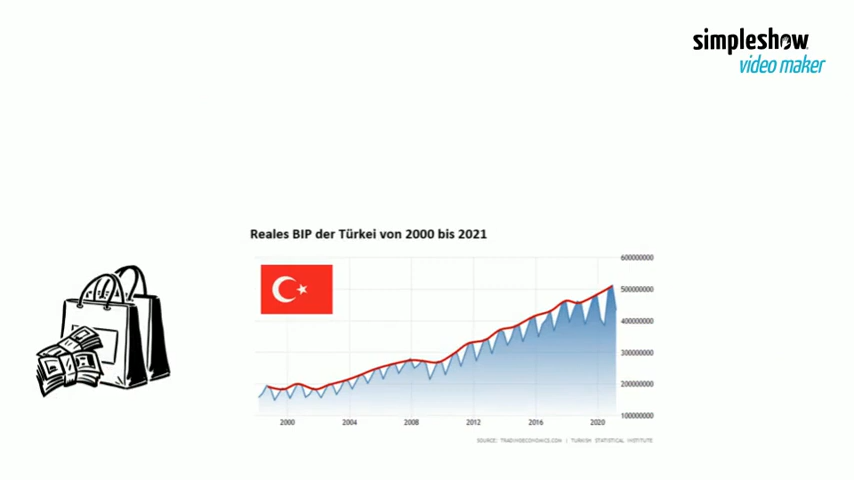 simpleshow
video maker
Reales BIP der Türkei von 2000 bis 2021
600000000
500000000
400000000
300000000
200000000
100000000
2000 2004 2008 2012 2016 2020
SOURCE: TRADINGECONOMICS.COM | TURKISH STATISTICAL INSTITUTE